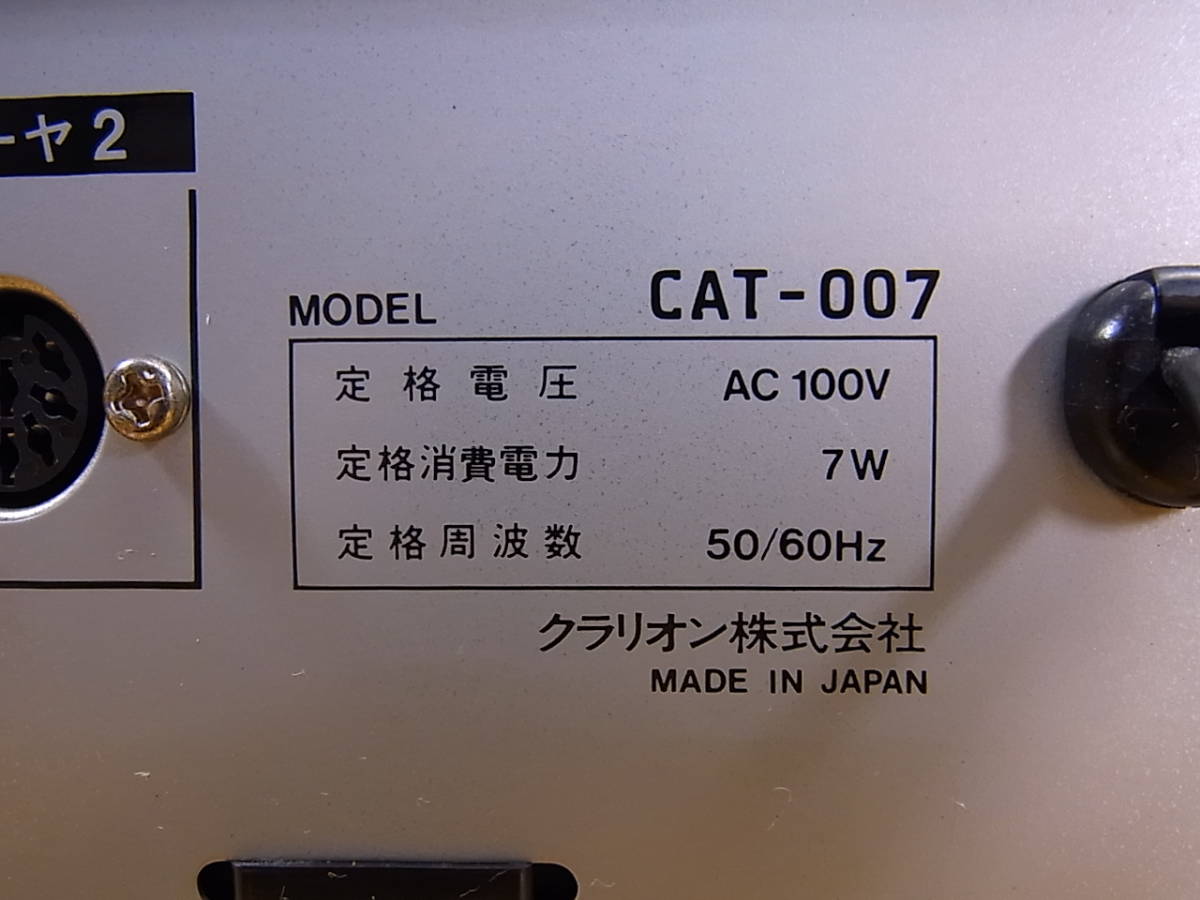 ーヤ2
MODEL CAT-007
定格電圧 AC 100V
定格消費電力 7W
定格周波数 50/60Hz
クラリオン株式会社
MADE IN JAPAN